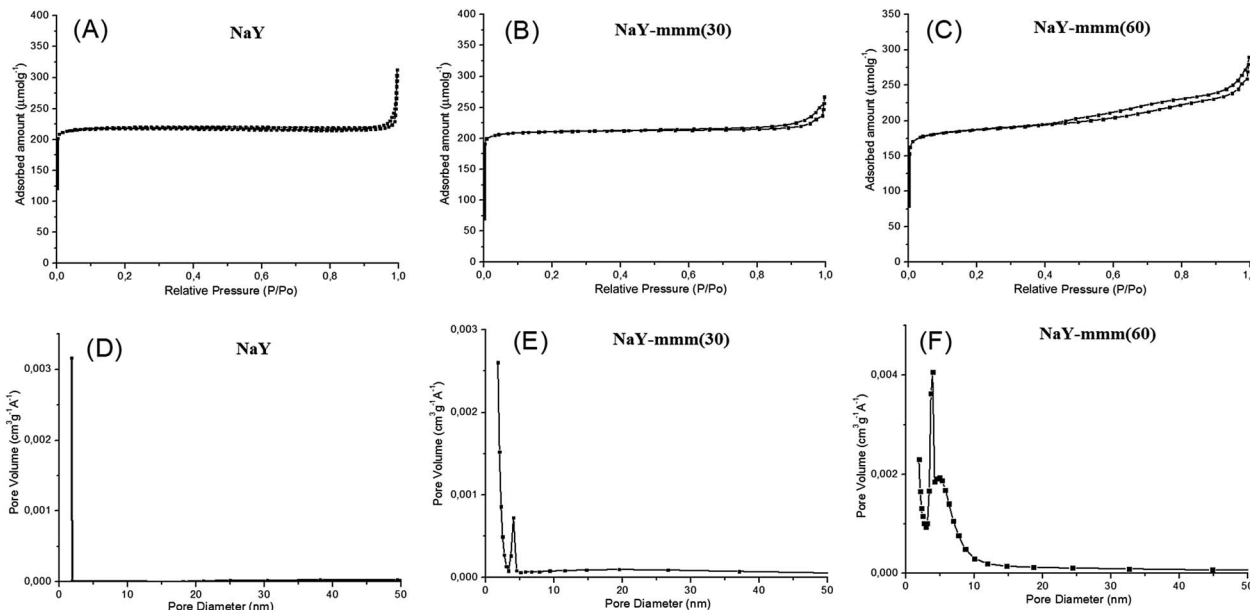 (A) NaY
Adsorbed amount (µmolg⁻¹)
400
350
300
250
200
150
100
50
0
0,0 0,2 0,4 0,6 0,8 1,0
Relative Pressure (P/Po)
(B) NaY-mmm(30)
Adsorbed amount (µmolg⁻¹)
400
350
300
250
200
150
100
50
0
0,0 0,2 0,4 0,6 0,8 1,0
Relative Pressure (P/Po)
(C) NaY-mmm(60)
Adsorbed amount (µmolg⁻¹)
400
350
300
250
200
150
100
50
0
0,0 0,2 0,4 0,6 0,8 1,
Relative Pressure (P/Po)
(D) NaY
Pore Volume (cm³g⁻¹A⁻¹)
0,003
0,002
0,001
0,000
0 10 20 30 40 50
Pore Diameter (nm)
(E) NaY-mmm(30)
Pore Volume (cm³g⁻¹A⁻¹)
0,003
0,002
0,001
0,000
0 10 20 30 40 50
Pore Diameter (nm)
(F) NaY-mmm(60)
Pore Volume (cm³g⁻¹A⁻¹)
0,004
0,002
0,000
0 10 20 30 40 50
Pore Diameter (nm)